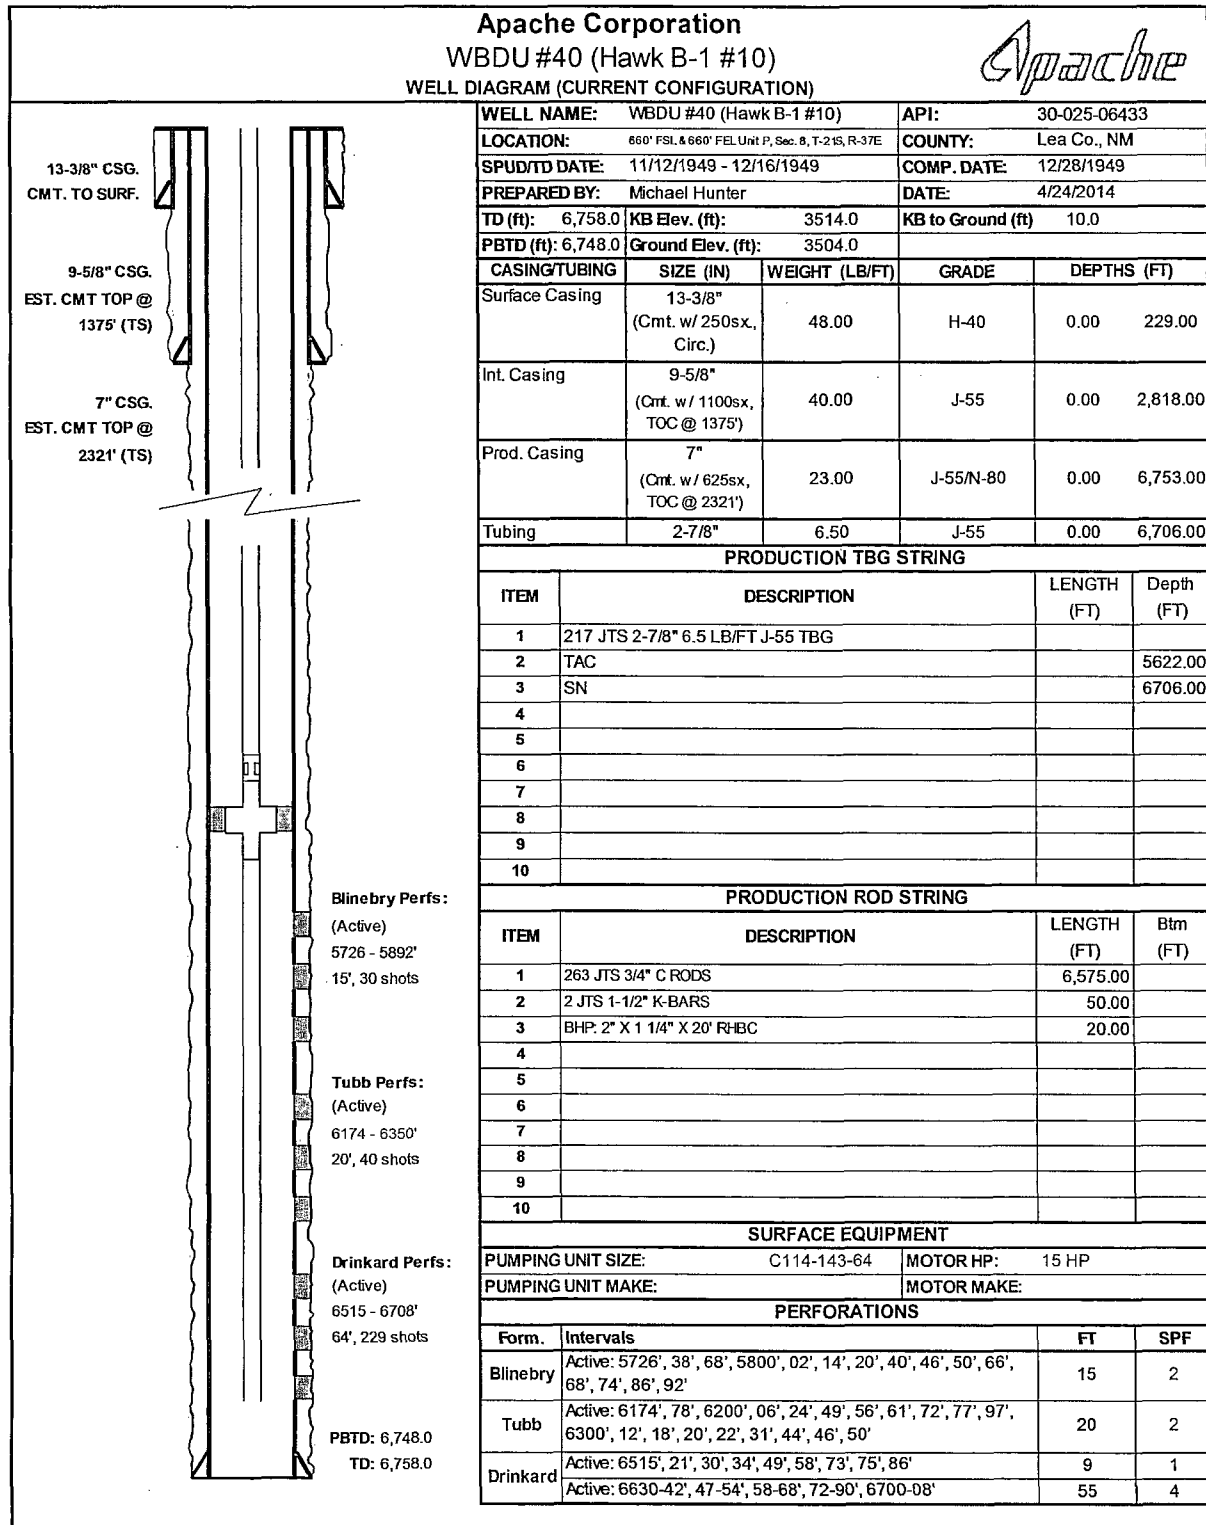 Apache Corporation
WBDU #40 (Hawk B-1 #10)
WELL DIAGRAM (CURRENT CONFIGURATION)
Apache
WELL NAME: WBDU #40 (Hawk B-1 #10) API: 30-025-06433
LOCATION: 660' FSL & 660' FEL Unit P, Sec. 8, T-21S, R-37E COUNTY: Lea Co., NM
SPUD/TD DATE: 11/12/1949 - 12/16/1949 COMP. DATE: 12/28/1949
PREPARED BY: Michael Hunter DATE: 4/24/2014
TD (ft): 6,758.0 KB Elev. (ft): 3514.0 KB to Ground (ft) 10.0
PBTD (ft): 6,748.0 Ground Elev. (ft): 3504.0
CASING/TUBING SIZE (IN) WEIGHT (LB/FT) GRADE DEPTHS (FT)
Surface Casing 13-3/8"
(Cmt. w/ 250sx., 48.00 H-40 0.00 229.00
Circ.)
Int. Casing 9-5/8"
(Cmt. w/ 1100sx, 40.00 J-55 0.00 2,818.00
TOC @ 1375')
Prod. Casing 7"
(Cmt. w/ 625sx, 23.00 J-55/N-80 0.00 6,753.00
TOC @ 2321')
Tubing 2-7/8" 6.50 J-55 0.00 6,706.00
PRODUCTION TBG STRING
ITEM DESCRIPTION LENGTH (FT) Depth (FT)
1 217 JTS 2-7/8" 6.5 LB/FT J-55 TBG
2 TAC 5622.00
3 SN 6706.00
4
5
6
7
8
9
10
PRODUCTION ROD STRING
ITEM DESCRIPTION LENGTH (FT) Btm (FT)
1 263 JTS 3/4" C RODS 6,575.00
2 2 JTS 1-1/2" K-BARS 50.00
3 BHP: 2" X 1 1/4" X 20' RHBC 20.00
4
5
6
7
8
9
10
SURFACE EQUIPMENT
PUMPING UNIT SIZE: C114-143-64 MOTOR HP: 15 HP
PUMPING UNIT MAKE: MOTOR MAKE:
PERFORATIONS
Form. Intervals FT SPF
Blinebry Active: 5726', 38', 68', 5800', 02', 14', 20', 40', 46', 50', 66', 15 2
68', 74', 86', 92'
Tubb Active: 6174', 78', 6200', 06', 24', 49', 56', 61', 72', 77', 97', 20 2
6300', 12', 18', 20', 22', 31', 44', 46', 50'
Drinkard Active: 6515', 21', 30', 34', 49', 58', 73', 75', 86' 9 1
Active: 6630-42', 47-54', 58-68', 72-90', 6700-08' 55 4
13-3/8" CSG.
CMT. TO SURF.
9-5/8" CSG.
EST. CMT TOP @
1375' (TS)
7" CSG.
EST. CMT TOP @
2321' (TS)
Blinebry Perfs:
(Active)
5726 - 5892'
15', 30 shots
Tubb Perfs:
(Active)
6174 - 6350'
20', 40 shots
Drinkard Perfs:
(Active)
6515 - 6708'
64', 229 shots
PBTD: 6,748.0
TD: 6,758.0